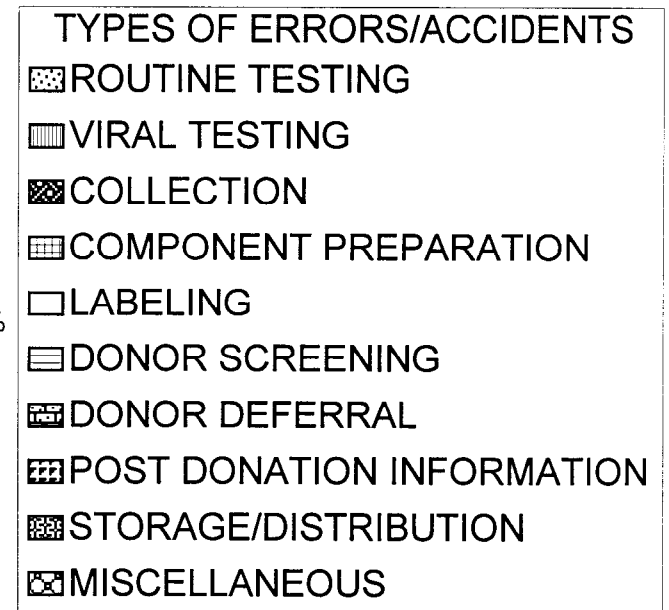 TYPES OF ERRORS/ACCIDENTS
ROUTINE TESTING
VIRAL TESTING
COLLECTION
COMPONENT PREPARATION
LABELING
DONOR SCREENING
DONOR DEFERRAL
POST DONATION INFORMATION
STORAGE/DISTRIBUTION
MISCELLANEOUS